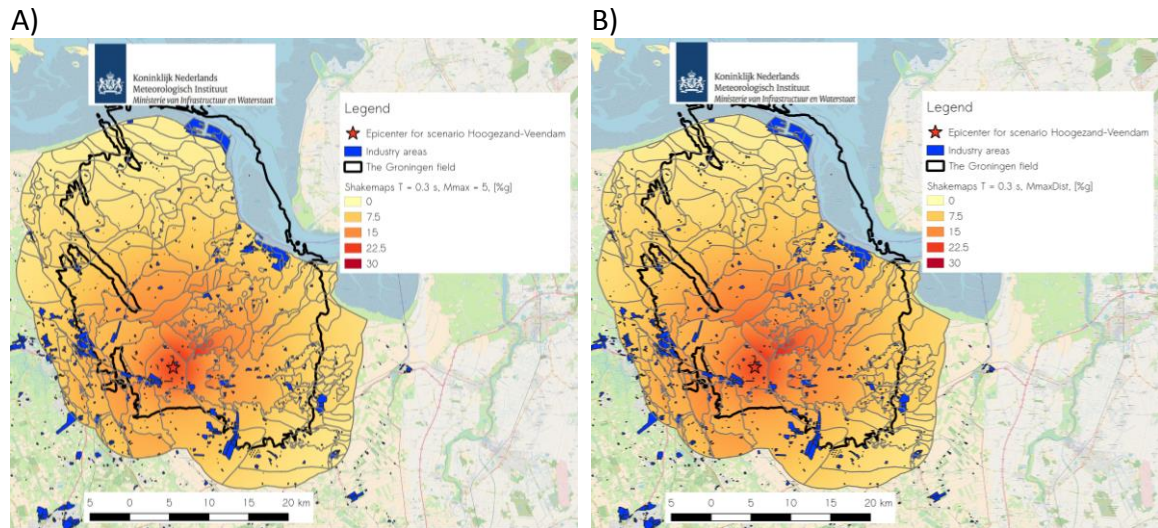 A)
Koninklijk Nederlands
Meteorologisch Instituut
Ministerie van Infrastructuur en Waterstaat
Legend
Epicenter for scenario Hoogezand-Veendam
Industry areas
The Groningen field
Shakemaps T = 0.3 s, Mmax = 5, [%g]
0
7.5
15
22.5
30
5 0 5 10 15 20 km
B)
Koninklijk Nederlands
Meteorologisch Instituut
Ministerie van Infrastructuur en Waterstaat
Legend
Epicenter for scenario Hoogezand-Veendam
Industry areas
The Groningen field
Shakemaps T = 0.3 s, MmaxDist, [%g]
0
7.5
15
22.5
30
5 0 5 10 15 20 km